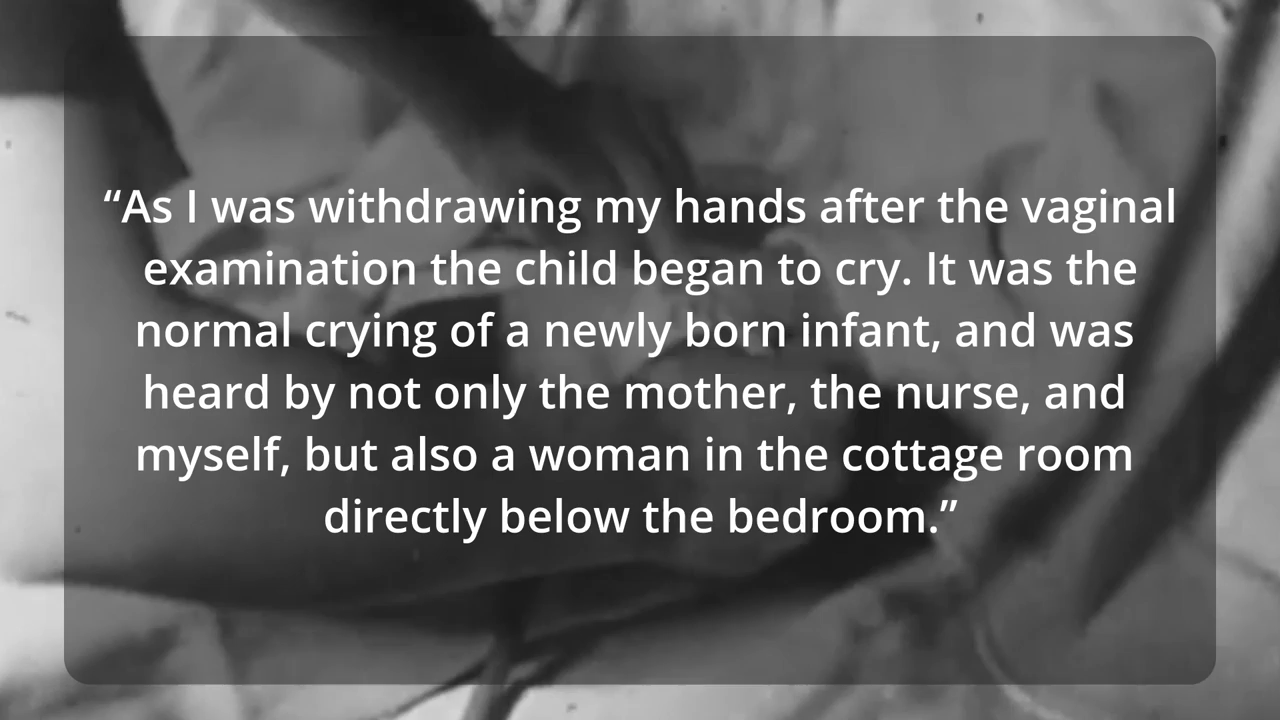 “As I was withdrawing my hands after the vaginal
examination the child began to cry. It was the
normal crying of a newly born infant, and was
heard by not only the mother, the nurse, and
myself, but also a woman in the cottage room
directly below the bedroom.”